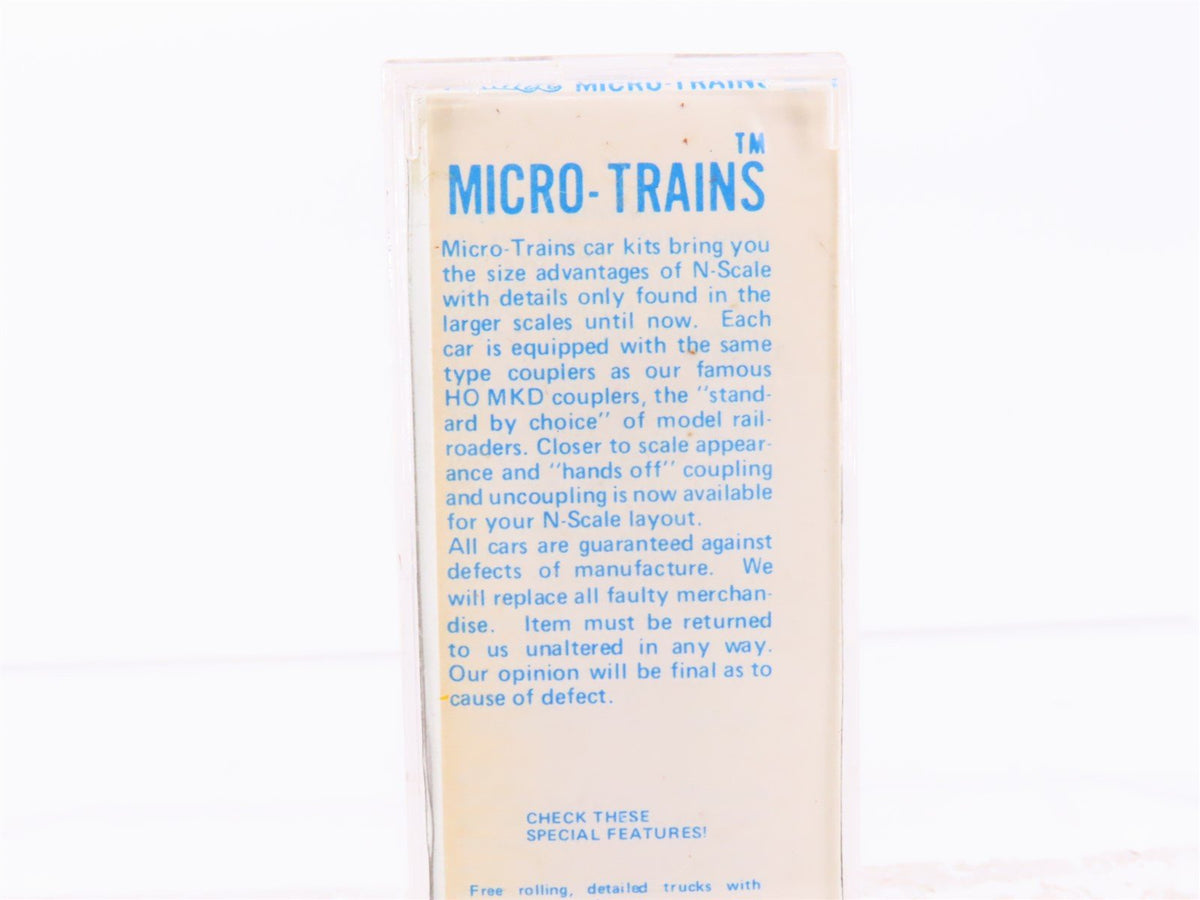 MICRO-TRAINS
TM
MICRO-TRAINS
Micro-Trains car kits bring you
the size advantages of N-Scale
with details only found in the
larger scales until now. Each
car is equipped with the same
type couplers as our famous
HO MKD couplers, the "stand-
ard by choice" of model rail-
roaders. Closer to scale appear-
ance and "hands off" coupling
and uncoupling is now available
for your N-Scale layout.
All cars are guaranteed against
defects of manufacture. We
will replace all faulty merchan-
dise. Item must be returned
to us unaltered in any way.
Our opinion will be final as to
cause of defect.
CHECK THESE
SPECIAL FEATURES!
Free rolling, detailed trucks with